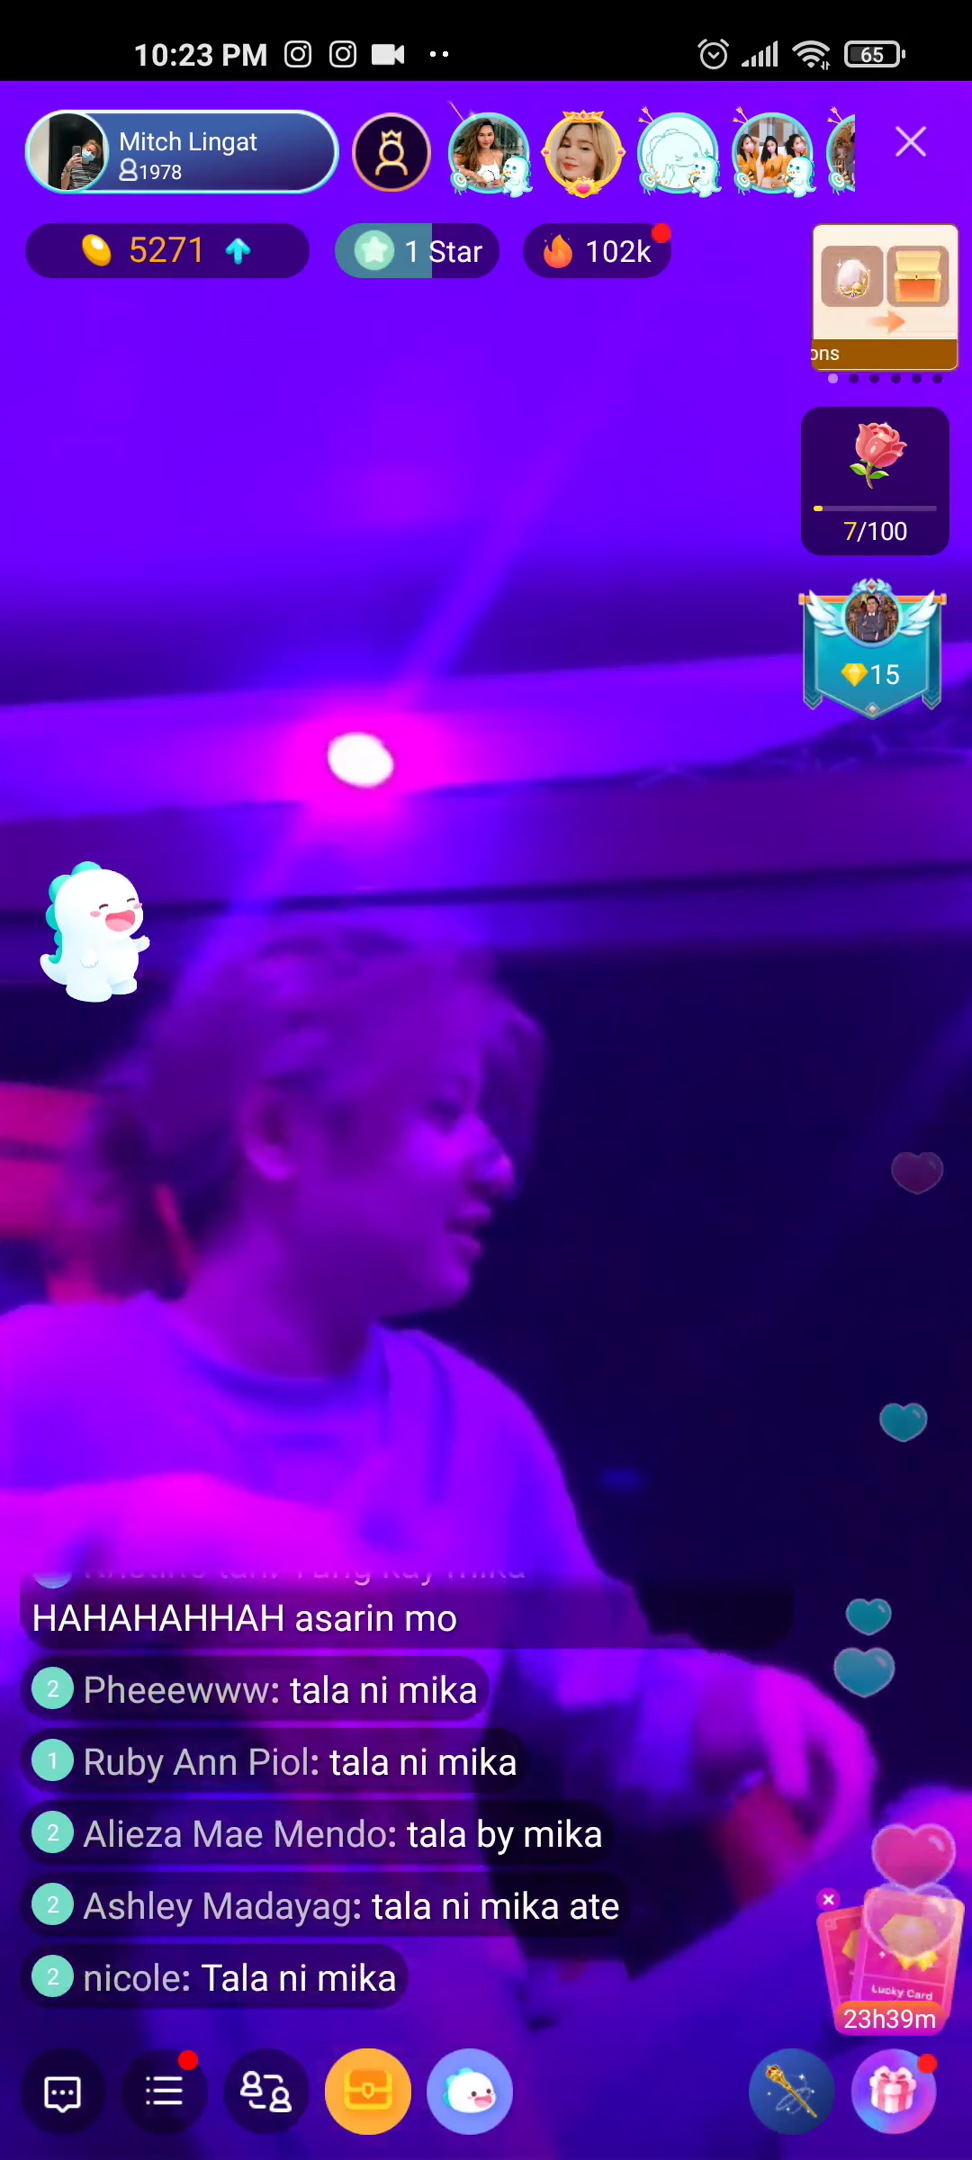 10:23 PM
65
Mitch Lingat
1978
5271
1 Star
102k
ons
7/100
15
HAHAHAHHAH asarin mo
2 Pheeewww: tala ni mika
1 Ruby Ann Piol: tala ni mika
2 Alieza Mae Mendo: tala by mika
2 Ashley Madayag: tala ni mika ate
2 nicole: Tala ni mika
Lucky Card
23h39m